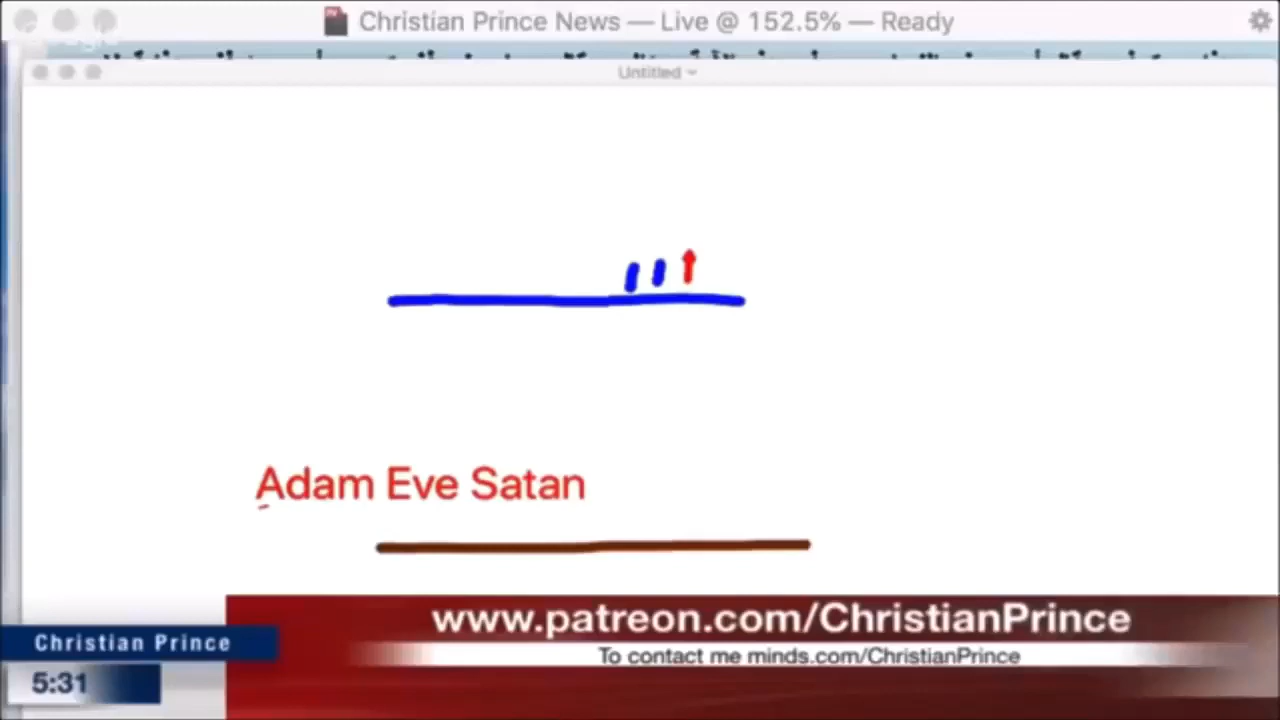 Christian Prince News — Live @ 152.5% — Ready
Untitled
Adam Eve Satan
www.patreon.com/ChristianPrince
Christian Prince
To contact me minds.com/ChristianPrince
5:31